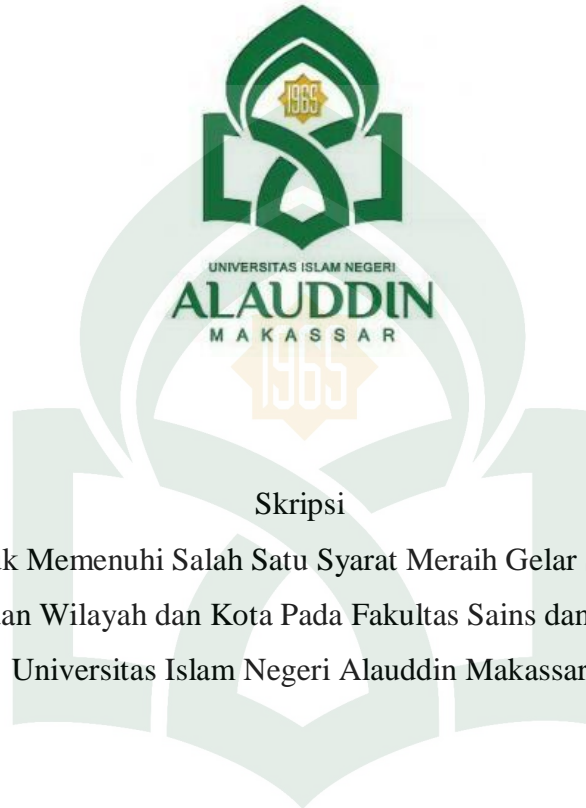 1965
UNIVERSITAS ISLAM NEGERI
ALAUDDIN
MAKASSAR
1965
Skripsi
Memenuhi Salah Satu Syarat Meraih Gelar
Wilayah dan Kota Pada Fakultas Sains dan
Universitas Islam Negeri Alauddin Makassar